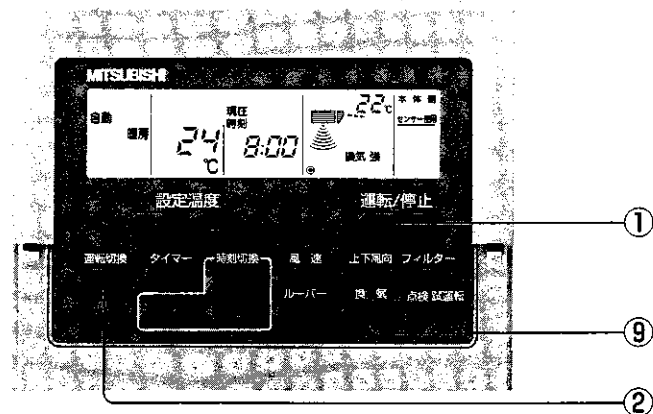 MITSUBISHI
自動 暖房 24℃ 現在時刻 8:00 22℃ 換気 強 本体側 センサー使用
設定温度 運転/停止
①
運転切換 タイマー 時刻切換 風速 上下風向 フィルター
ルーバー 換気 点検 試運転
⑨
②